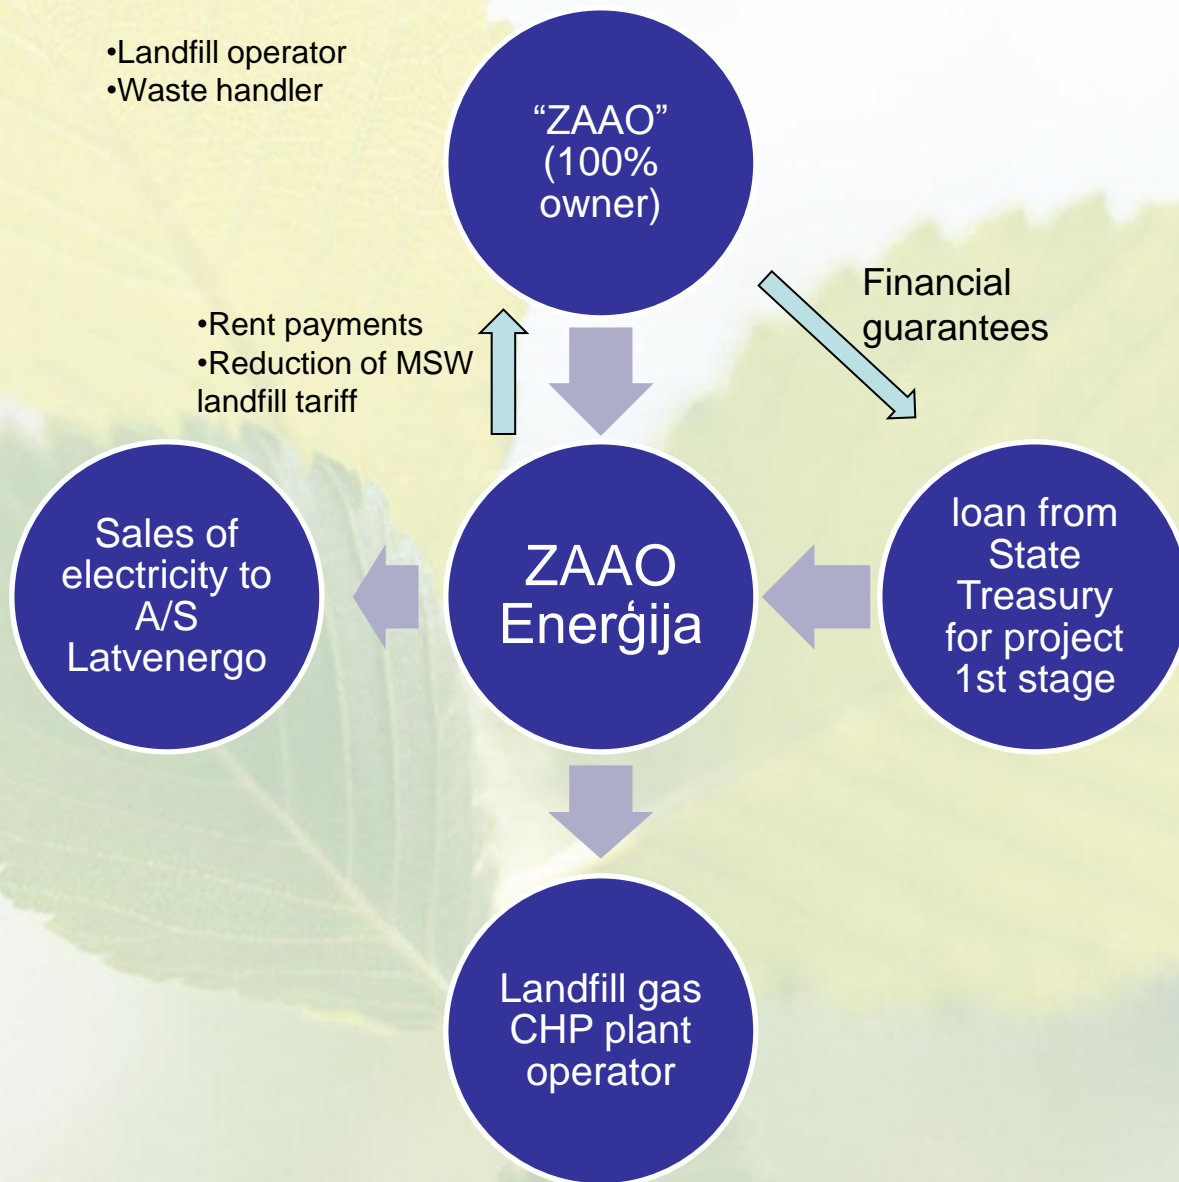 •Landfill operator
•Waste handler
“ZAAO”
(100%
owner)
Financial
guarantees
•Rent payments
•Reduction of MSW
landfill tariff
Sales of
electricity to
A/S
Latvenergo
ZAAO
Enerģija
loan from
State
Treasury
for project
1st stage
Landfill gas
CHP plant
operator